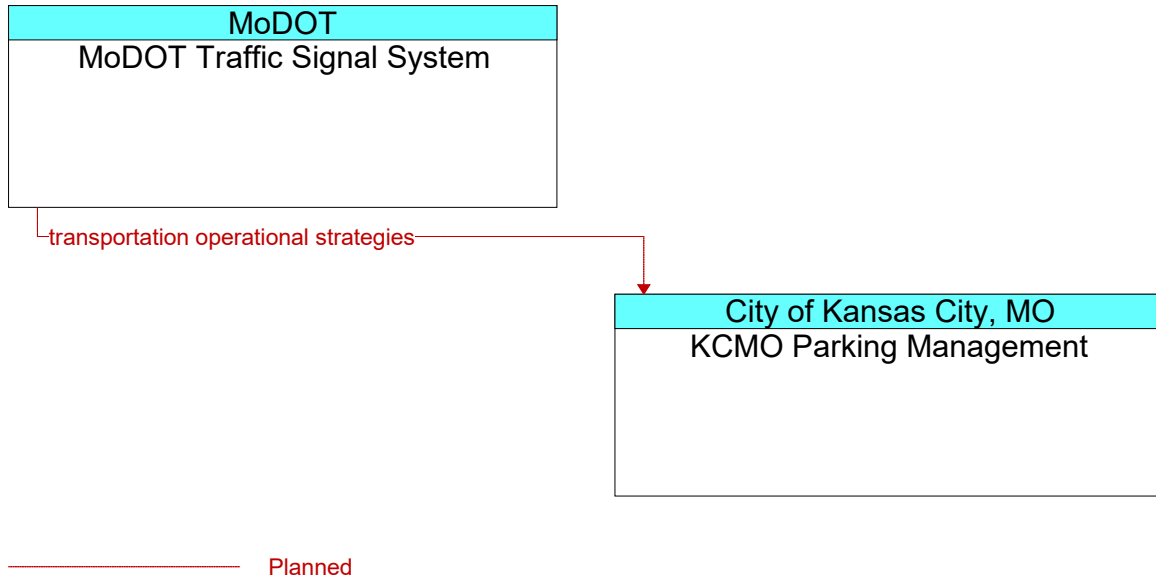 MoDOT
MoDOT Traffic Signal System
transportation operational strategies
City of Kansas City, MO
KCMO Parking Management
Planned